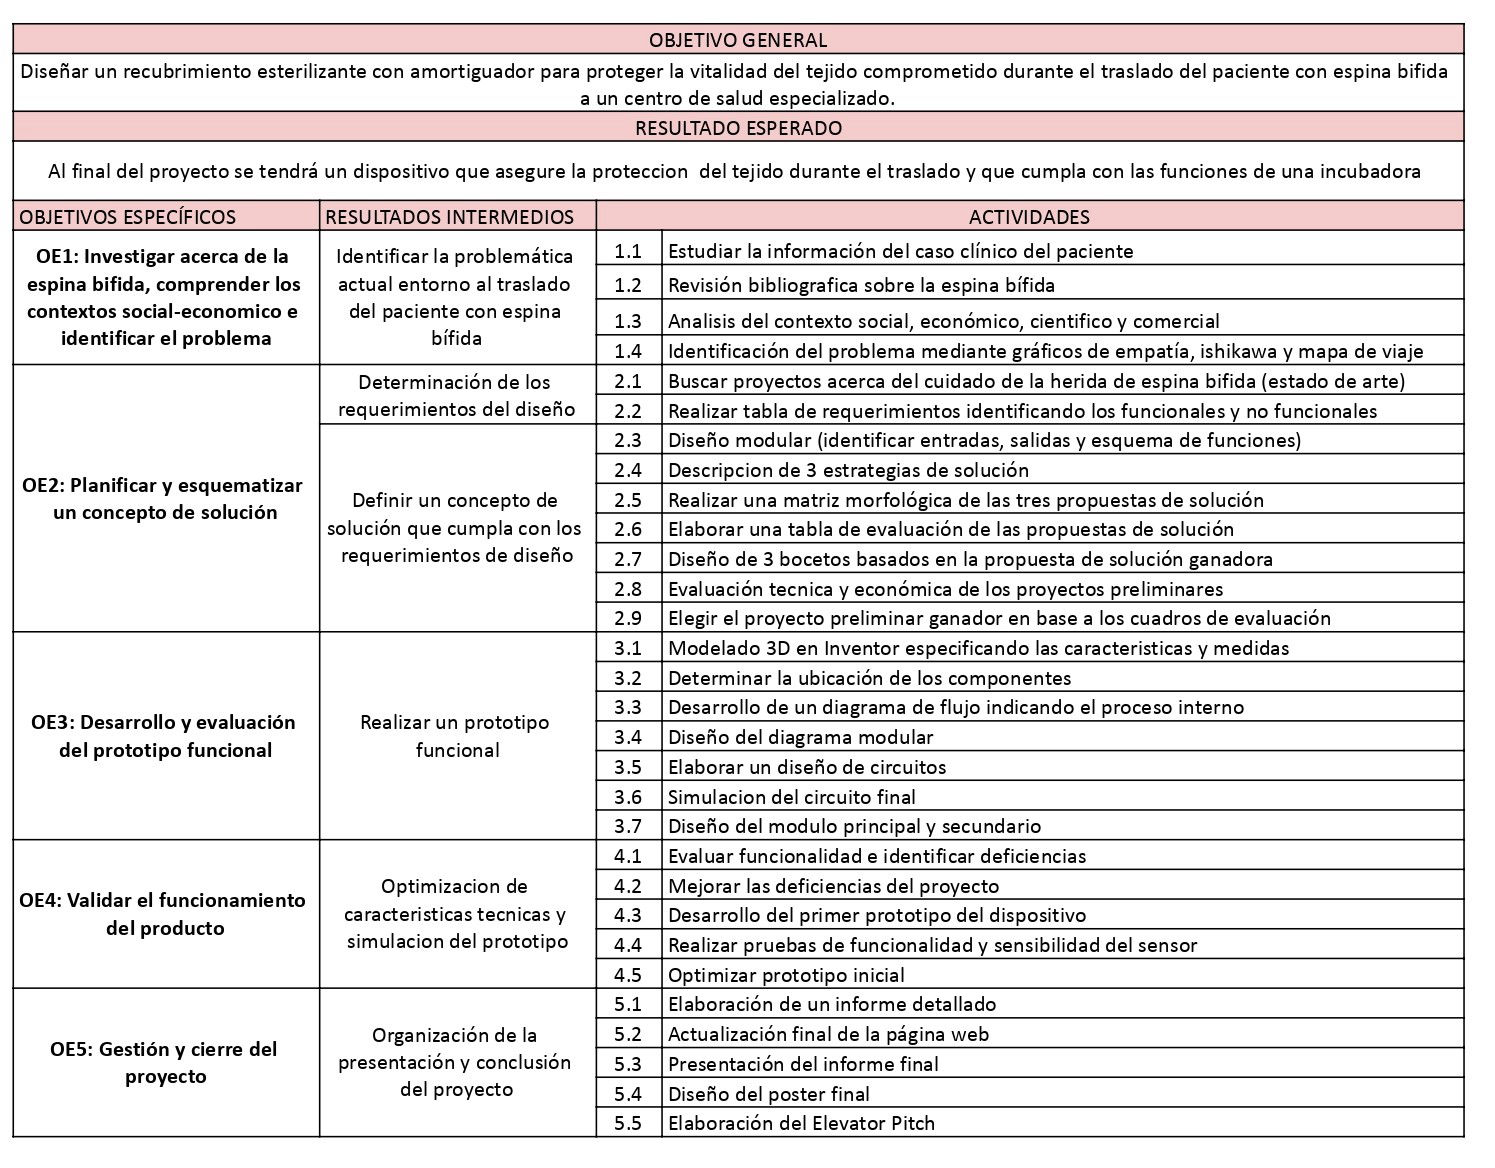 OBJETIVO GENERAL
Diseñar un recubrimiento esterilizante con amortiguador para proteger la vitalidad del tejido comprometido durante el traslado del paciente con espina bifida
a un centro de salud especializado.
RESULTADO ESPERADO
Al final del proyecto se tendrá un dispositivo que asegure la proteccion  del tejido durante el traslado y que cumpla con las funciones de una incubadora
OBJETIVOS ESPECÍFICOS
RESULTADOS INTERMEDIOS
ACTIVIDADES
OE1: Investigar acerca de la
espina bifida, comprender los
contextos social-economico e
identificar el problema
Identificar la problemática
actual entorno al traslado
del paciente con espina
bífida
1.1 Estudiar la información del caso clínico del paciente
1.2 Revisión bibliografica sobre la espina bífida
1.3 Analisis del contexto social, económico, cientifico y comercial
1.4 Identificación del problema mediante gráficos de empatía, ishikawa y mapa de viaje
OE2: Planificar y esquematizar
un concepto de solución
Determinación de los
requerimientos del diseño
2.1 Buscar proyectos acerca del cuidado de la herida de espina bifida (estado de arte)
2.2 Realizar tabla de requerimientos identificando los funcionales y no funcionales
Definir un concepto de
solución que cumpla con los
requerimientos de diseño
2.3 Diseño modular (identificar entradas, salidas y esquema de funciones)
2.4 Descripcion de 3 estrategias de solución
2.5 Realizar una matriz morfológica de las tres propuestas de solución
2.6 Elaborar una tabla de evaluación de las propuestas de solución
2.7 Diseño de 3 bocetos basados en la propuesta de solución ganadora
2.8 Evaluación tecnica y económica de los proyectos preliminares
2.9 Elegir el proyecto preliminar ganador en base a los cuadros de evaluación
OE3: Desarrollo y evaluación
del prototipo funcional
Realizar un prototipo
funcional
3.1 Modelado 3D en Inventor especificando las caracteristicas y medidas
3.2 Determinar la ubicación de los componentes
3.3 Desarrollo de un diagrama de flujo indicando el proceso interno
3.4 Diseño del diagrama modular
3.5 Elaborar un diseño de circuitos
3.6 Simulacion del circuito final
3.7 Diseño del modulo principal y secundario
OE4: Validar el funcionamiento
del producto
Optimizacion de
caracteristicas tecnicas y
simulacion del prototipo
4.1 Evaluar funcionalidad e identificar deficiencias
4.2 Mejorar las deficiencias del proyecto
4.3 Desarrollo del primer prototipo del dispositivo
4.4 Realizar pruebas de funcionalidad y sensibilidad del sensor
4.5 Optimizar prototipo inicial
OE5: Gestión y cierre del
proyecto
Organización de la
presentación y conclusión
del proyecto
5.1 Elaboración de un informe detallado
5.2 Actualización final de la página web
5.3 Presentación del informe final
5.4 Diseño del poster final
5.5 Elaboración del Elevator Pitch